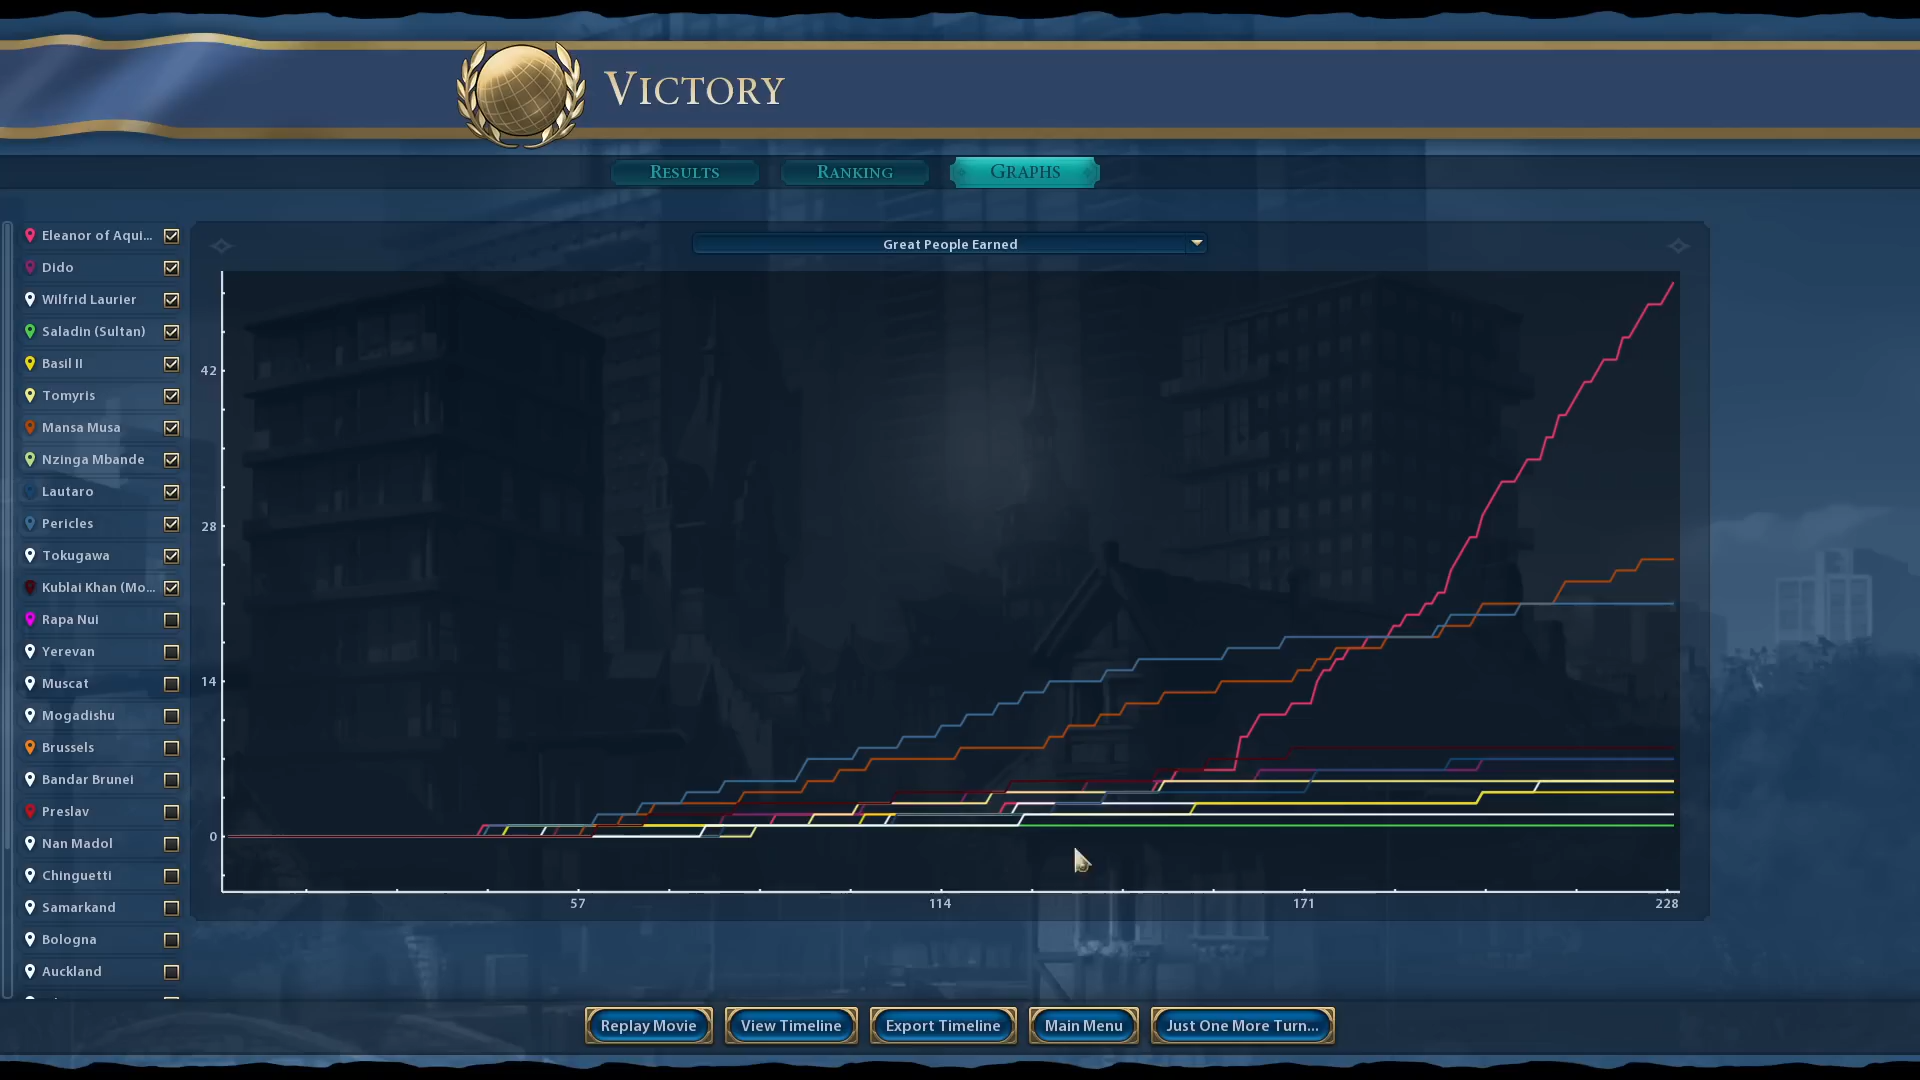 VICTORY
RESULTS
RANKING
GRAPHS
Eleanor of Aqui...
Dido
Wilfrid Laurier
Saladin (Sultan)
Basil II
Tomyris
Mansa Musa
Nzinga Mbande
Lautaro
Pericles
Tokugawa
Kublai Khan (Mo...
Rapa Nui
Yerevan
Muscat
Mogadishu
Brussels
Bandar Brunei
Preslav
Nan Madol
Chinguetti
Samarkand
Bologna
Auckland
Great People Earned
42
28
14
0
57
114
171
228
Replay Movie
View Timeline
Export Timeline
Main Menu
Just One More Turn...